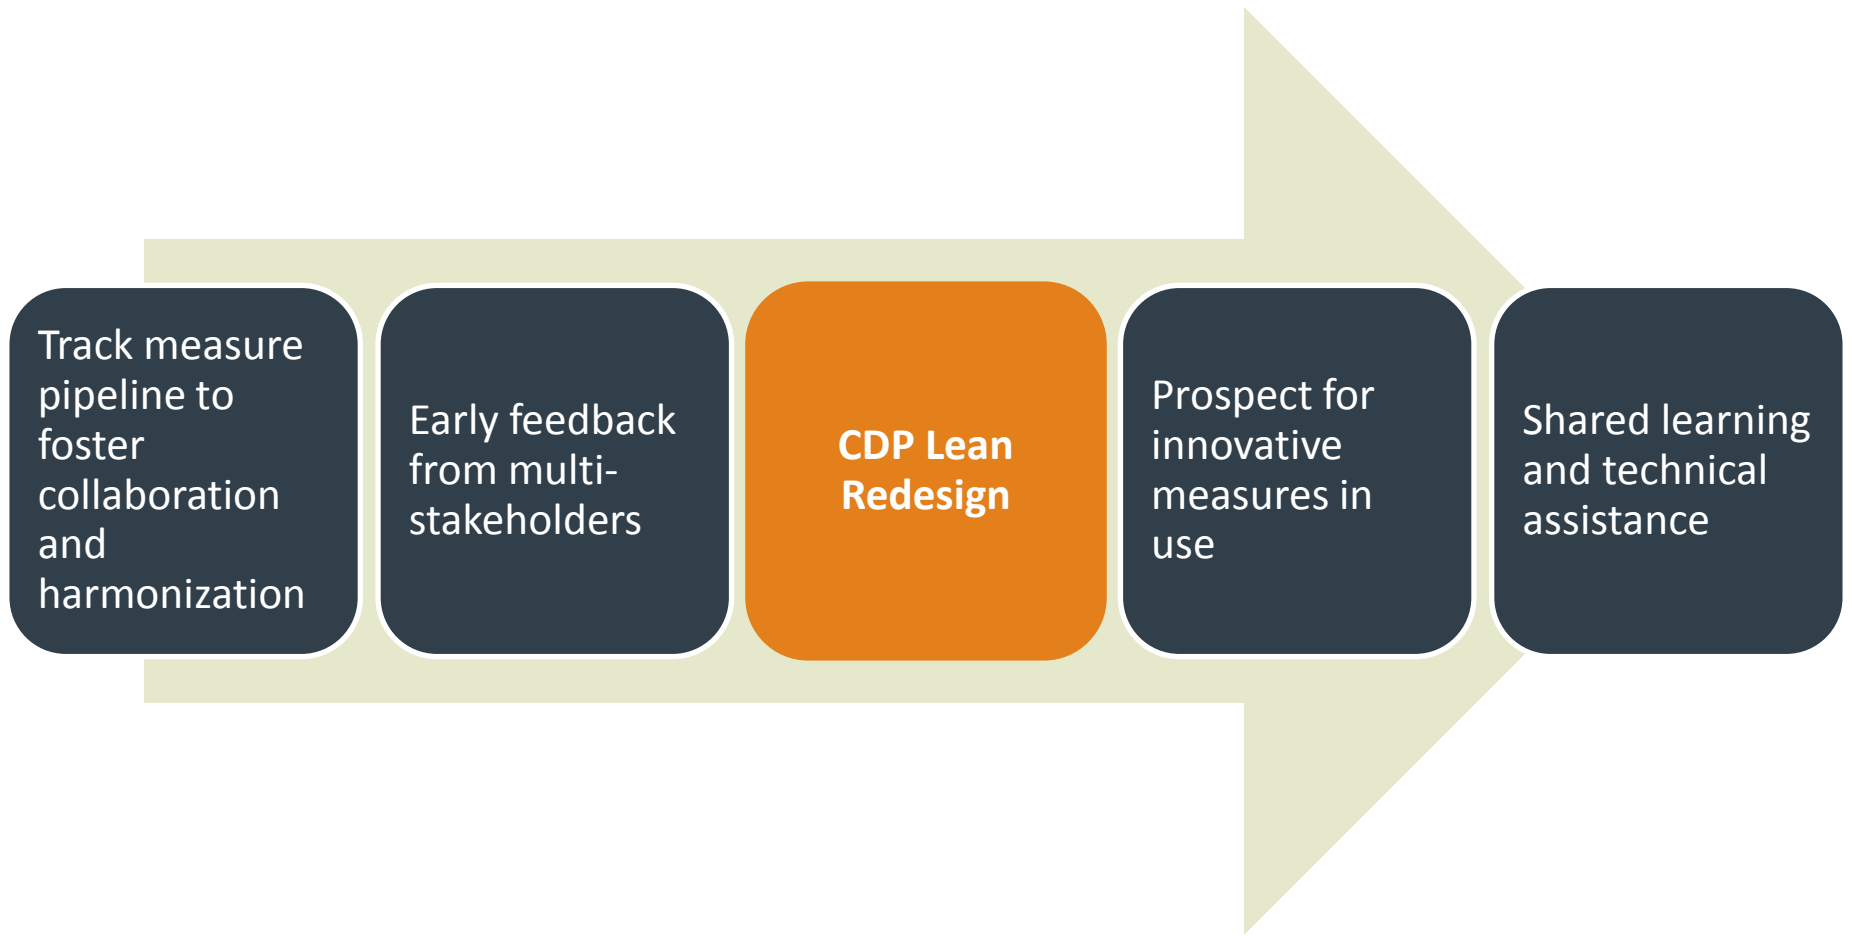 Track measure
pipeline to
foster
collaboration
and
harmonization
Early feedback
from multi-
stakeholders
CDP Lean
Redesign
Prospect for
innovative
measures in
use
Shared learning
and technical
assistance